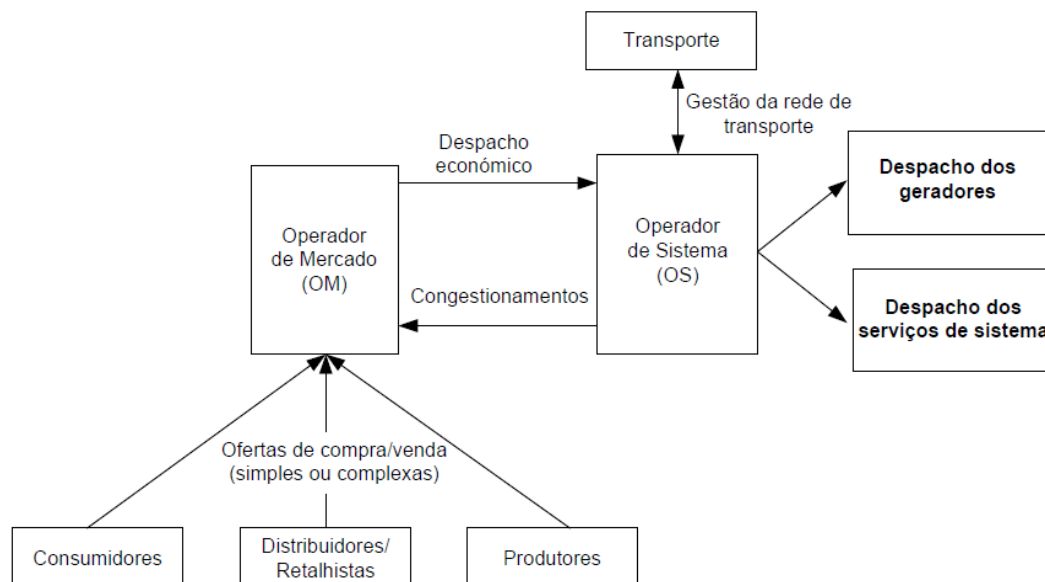 Transporte
Gestão da rede de
transporte
Despacho
económico
Despacho dos
geradores
Operador
de Mercado
(OM)
Operador
de Sistema
(OS)
Congestionamentos
Despacho dos
serviços de sistema
Ofertas de compra/venda
(simples ou complexas)
Consumidores
Distribuidores/
Retalhistas
Produtores